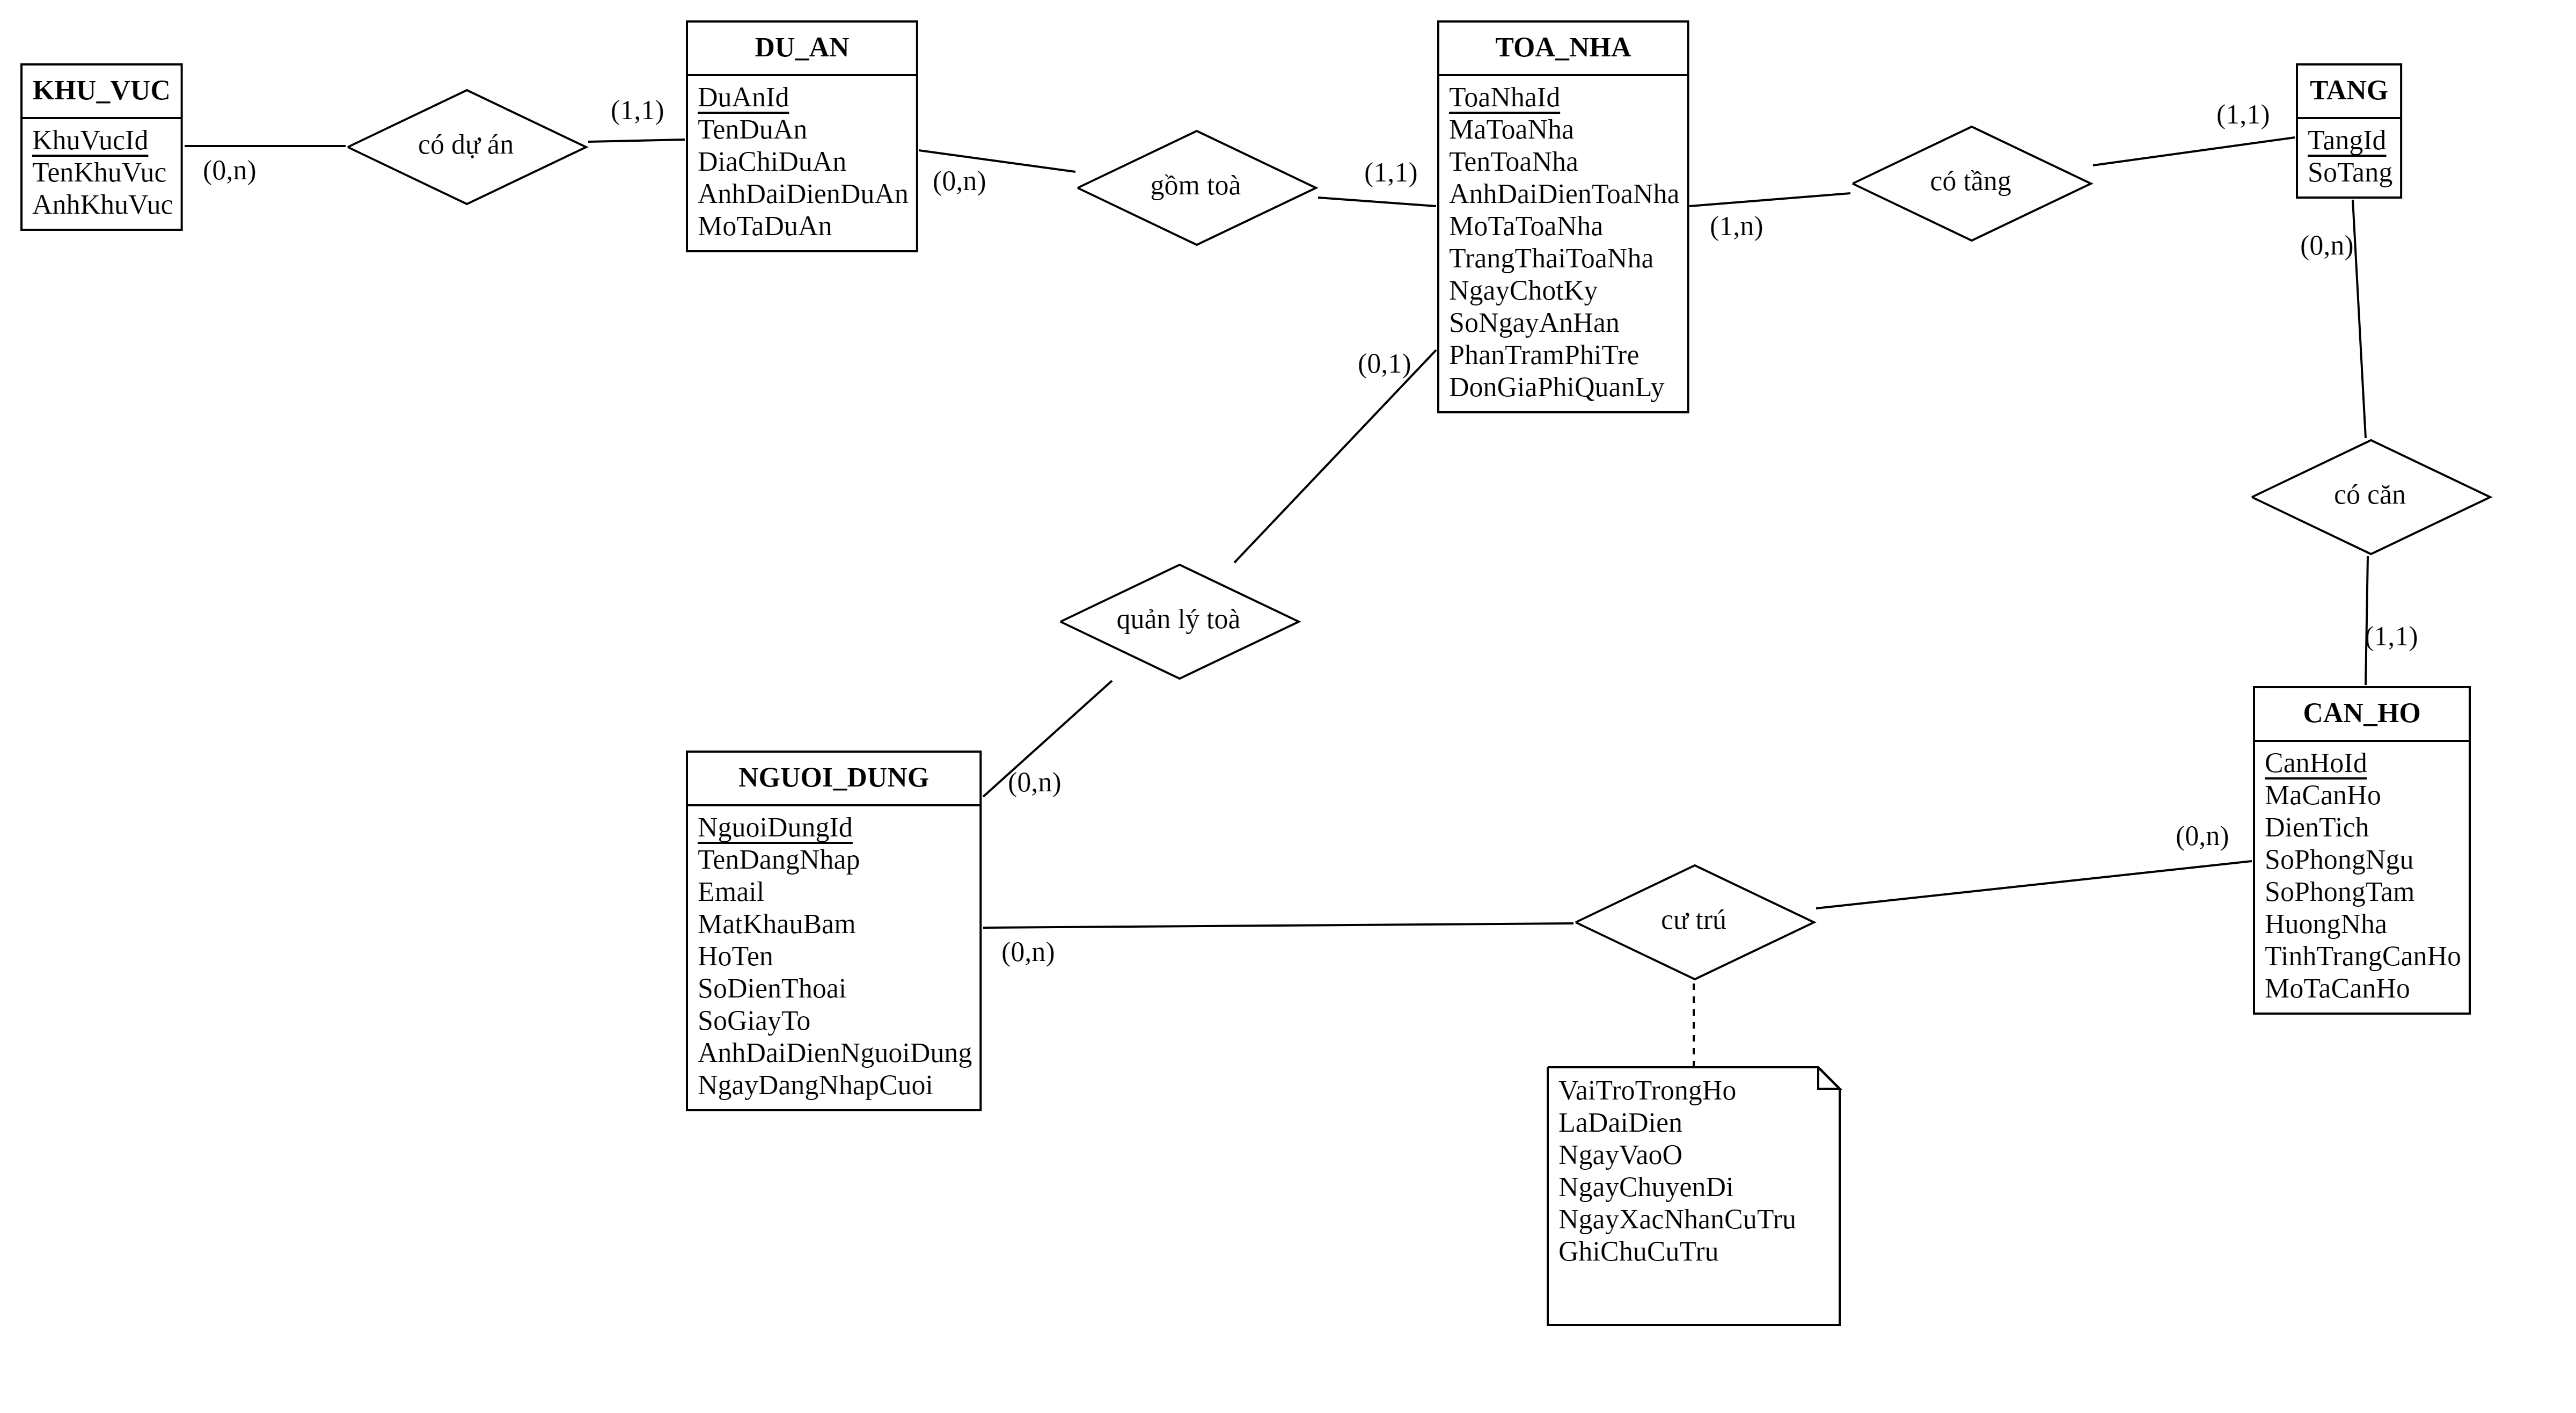 KHU_VUC
KhuVucId
TenKhuVuc
AnhKhuVuc
(0,n)
có dự án
(1,1)
DU_AN
DuAnId
TenDuAn
DiaChiDuAn
AnhDaiDienDuAn
MoTaDuAn
(0,n)
gồm toà
(1,1)
TOA_NHA
ToaNhaId
MaToaNha
TenToaNha
AnhDaiDienToaNha
MoTaToaNha
TrangThaiToaNha
NgayChotKy
SoNgayAnHan
PhanTramPhiTre
DonGiaPhiQuanLy
(1,n)
có tầng
(1,1)
TANG
TangId
SoTang
(0,n)
có căn
(1,1)
(0,1)
quản lý toà
(0,n)
NGUOI_DUNG
NguoiDungId
TenDangNhap
Email
MatKhauBam
HoTen
SoDienThoai
SoGiayTo
AnhDaiDienNguoiDung
NgayDangNhapCuoi
(0,n)
cư trú
(0,n)
CAN_HO
CanHoId
MaCanHo
DienTich
SoPhongNgu
SoPhongTam
HuongNha
TinhTrangCanHo
MoTaCanHo
VaiTroTrongHo
LaDaiDien
NgayVaoO
NgayChuyenDi
NgayXacNhanCuTru
GhiChuCuTru